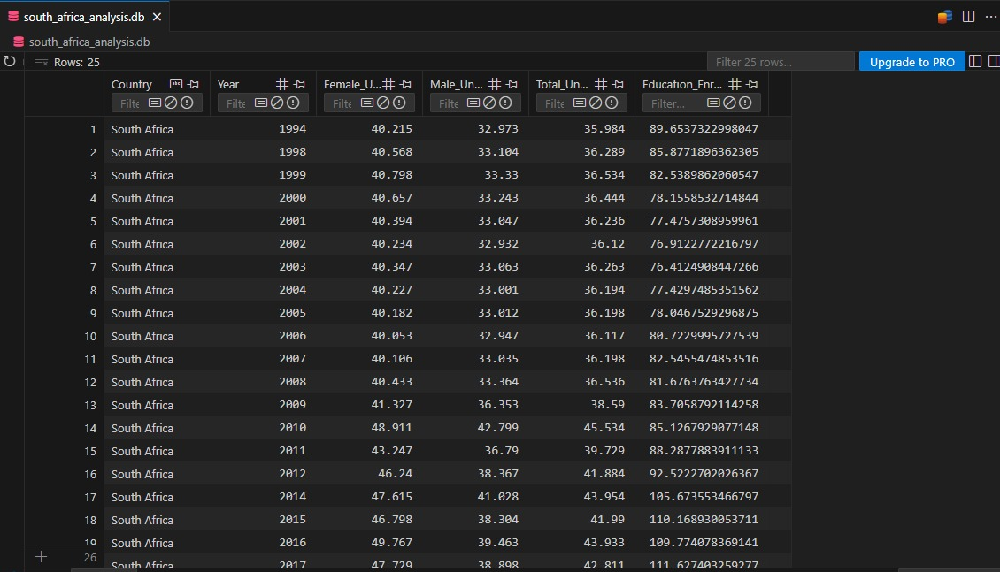 south_africa_analysis.db
south_africa_analysis.db
Rows: 25 Filter 25 rows... Upgrade to PRO
Country abc Year Female_U... Male_Un... Total_Un... Education_Enr...
Filte Filte Filte Filte Filte Filter...
1 South Africa 1994 40.215 32.973 35.984 89.6537322998047
2 South Africa 1998 40.568 33.104 36.289 85.8771896362305
3 South Africa 1999 40.798 33.33 36.534 82.5389862060547
4 South Africa 2000 40.657 33.243 36.444 78.1558532714844
5 South Africa 2001 40.394 33.047 36.236 77.4757308959961
6 South Africa 2002 40.234 32.932 36.12 76.9122772216797
7 South Africa 2003 40.347 33.063 36.263 76.4124908447266
8 South Africa 2004 40.227 33.001 36.194 77.4297485351562
9 South Africa 2005 40.182 33.012 36.198 78.0467529296875
10 South Africa 2006 40.053 32.947 36.117 80.7229995727539
11 South Africa 2007 40.106 33.035 36.198 82.5455474853516
12 South Africa 2008 40.433 33.364 36.536 81.6763763427734
13 South Africa 2009 41.327 36.353 38.59 83.7058792114258
14 South Africa 2010 48.911 42.799 45.534 85.1267929077148
15 South Africa 2011 43.247 36.79 39.729 88.2877883911133
16 South Africa 2012 46.24 38.367 41.884 92.5222702026367
17 South Africa 2014 47.615 41.028 43.954 105.673553466797
18 South Africa 2015 46.798 38.304 41.99 110.168930053711
19 South Africa 2016 49.767 39.463 43.933 109.774078369141
26 South Africa 2017 47.729 38.898 42.811 111.627403259277